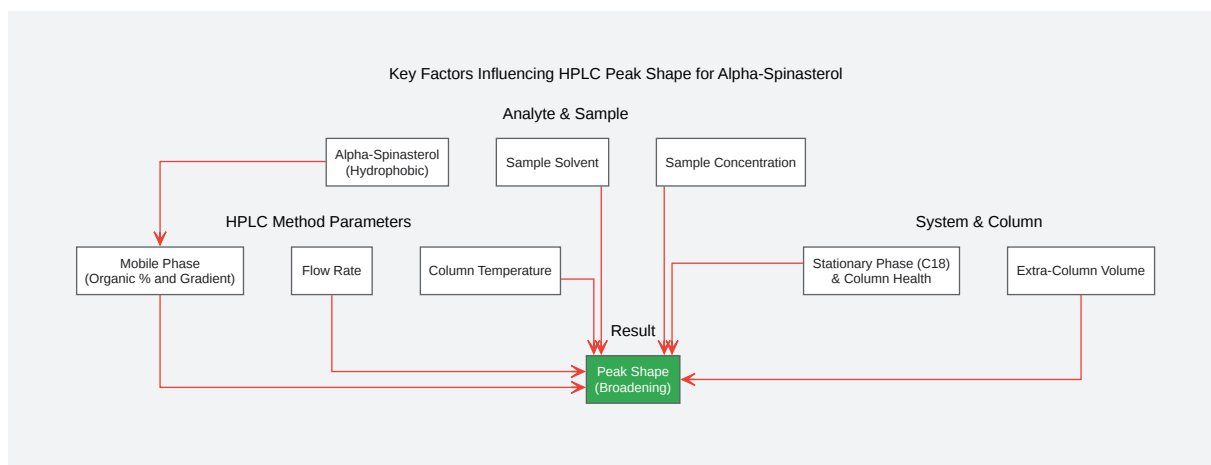 Key Factors Influencing HPLC Peak Shape for Alpha-Spinasterol
Analyte & Sample
Alpha-Spinasterol
(Hydrophobic)
Sample Solvent
Sample Concentration
HPLC Method Parameters
System & Column
Mobile Phase
(Organic % and Gradient)
Flow Rate
Column Temperature
Stationary Phase (C18)
& Column Health
Extra-Column Volume
Result
Peak Shape
(Broadening)